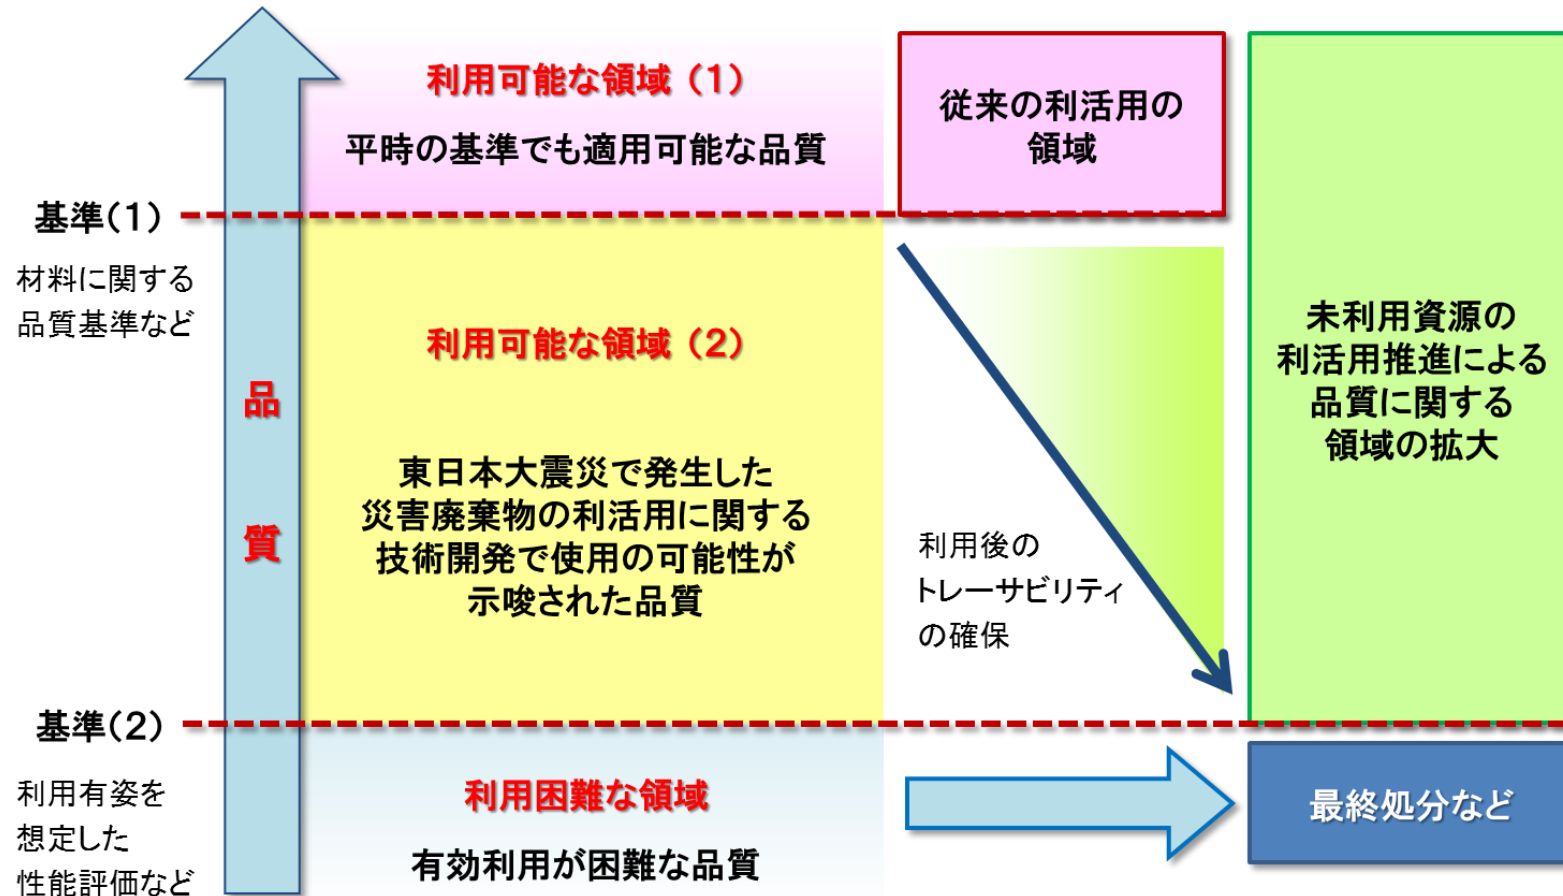 利用可能な領域（1）
平時の基準でも適用可能な品質
従来の利活用の
領域
基準（1）
材料に関する
品質基準など
品
質
利用可能な領域（2）
東日本大震災で発生した
災害廃棄物の利活用に関する
技術開発で使用の可能性が
示唆された品質
利用後の
トレーサビリティ
の確保
未利用資源の
利活用推進による
品質に関する
領域の拡大
基準（2）
利用有姿を
想定した
性能評価など
利用困難な領域
有効利用が困難な品質
最終処分など